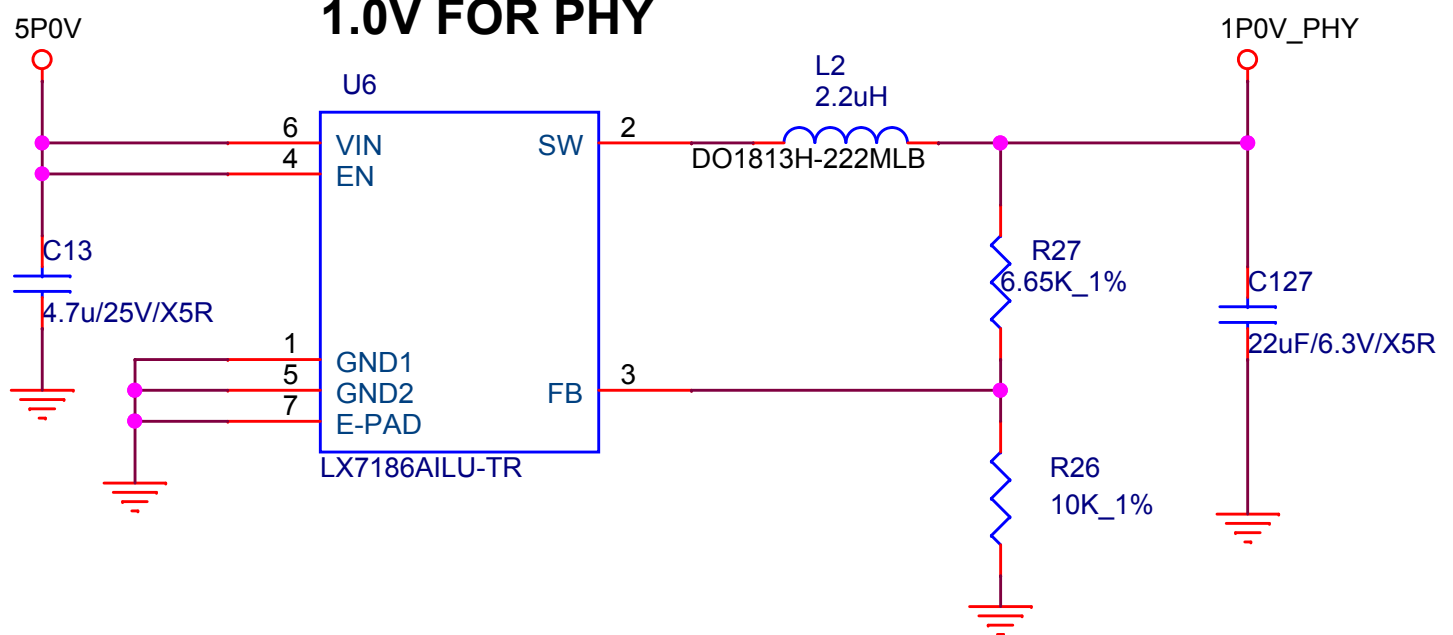 1.0V FOR PHY
5P0V
1P0V_PHY
U6
L2
2.2uH
DO1813H-222MLB
6
VIN
4
EN
SW
2
C13
4.7u/25V/X5R
R27
6.65K_1%
C127
22uF/6.3V/X5R
1
GND1
5
GND2
7
E-PAD
FB
3
LX7186AILU-TR
R26
10K_1%